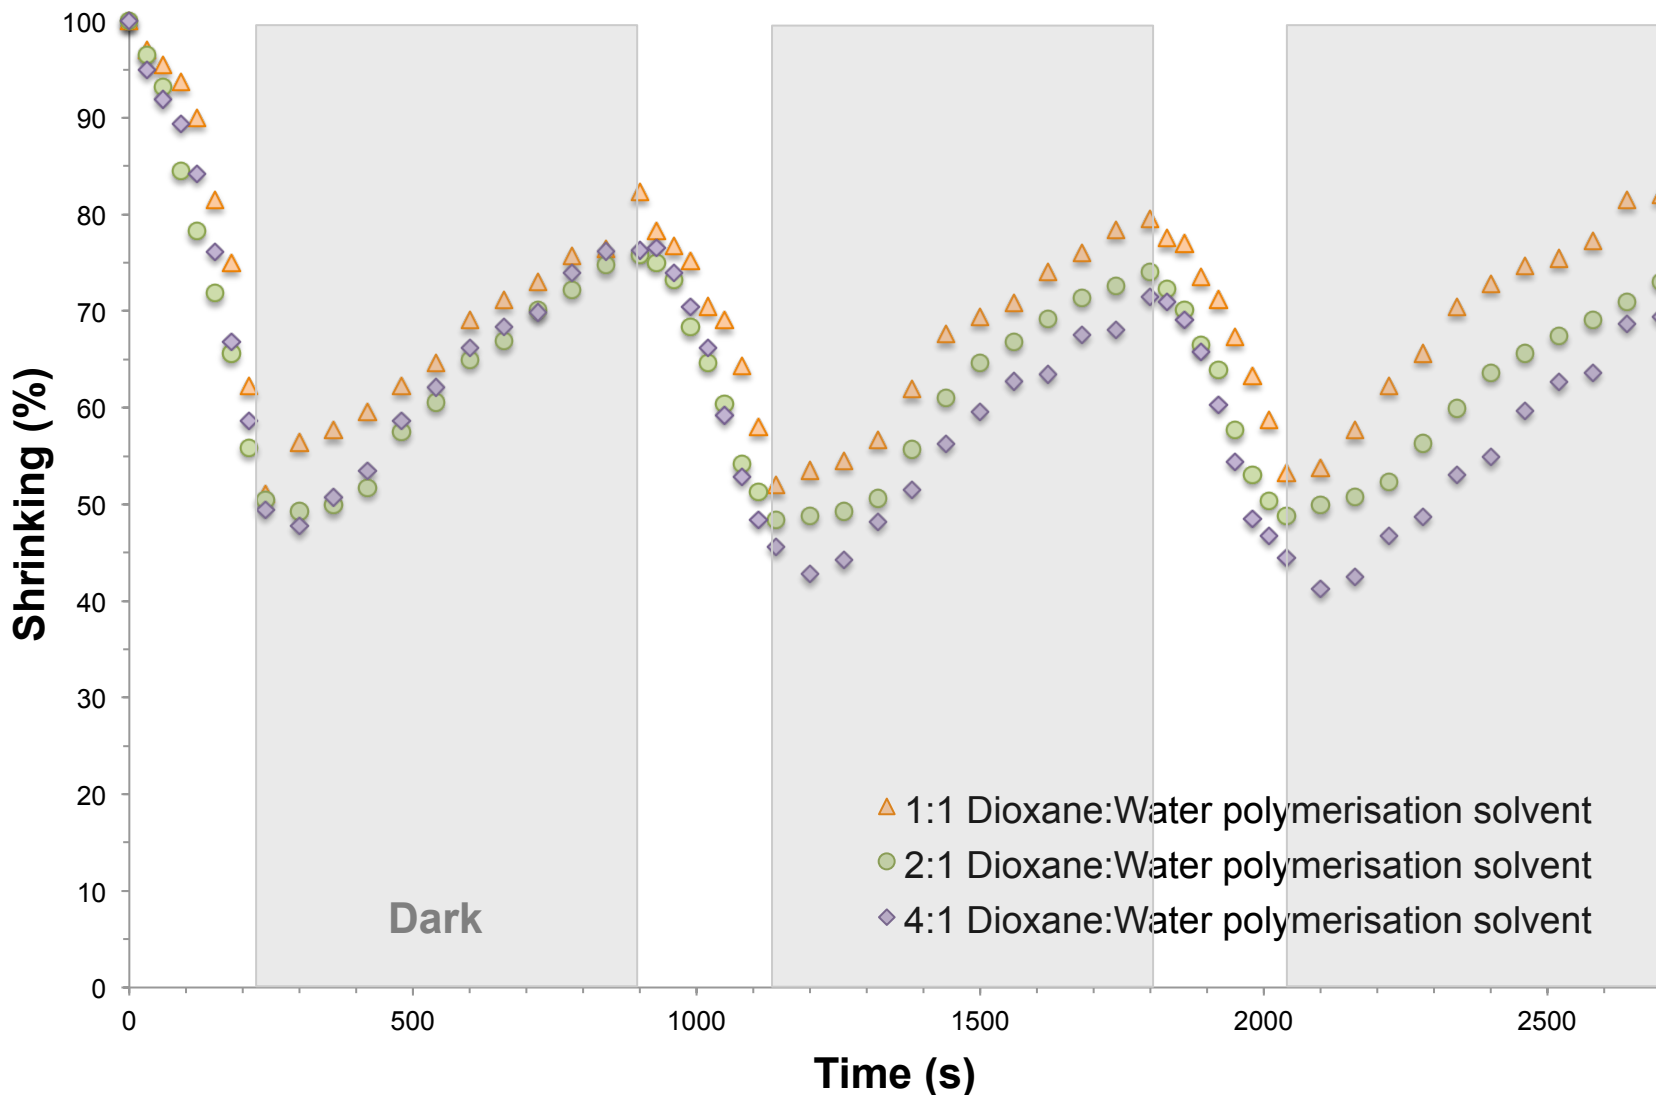 100
90
80
70
60
50
40
30
20
10
0
Shrinking (%)
Dark
1:1 Dioxane:Water polymerisation solvent
2:1 Dioxane:Water polymerisation solvent
4:1 Dioxane:Water polymerisation solvent
0 500 1000 1500 2000 2500
Time (s)